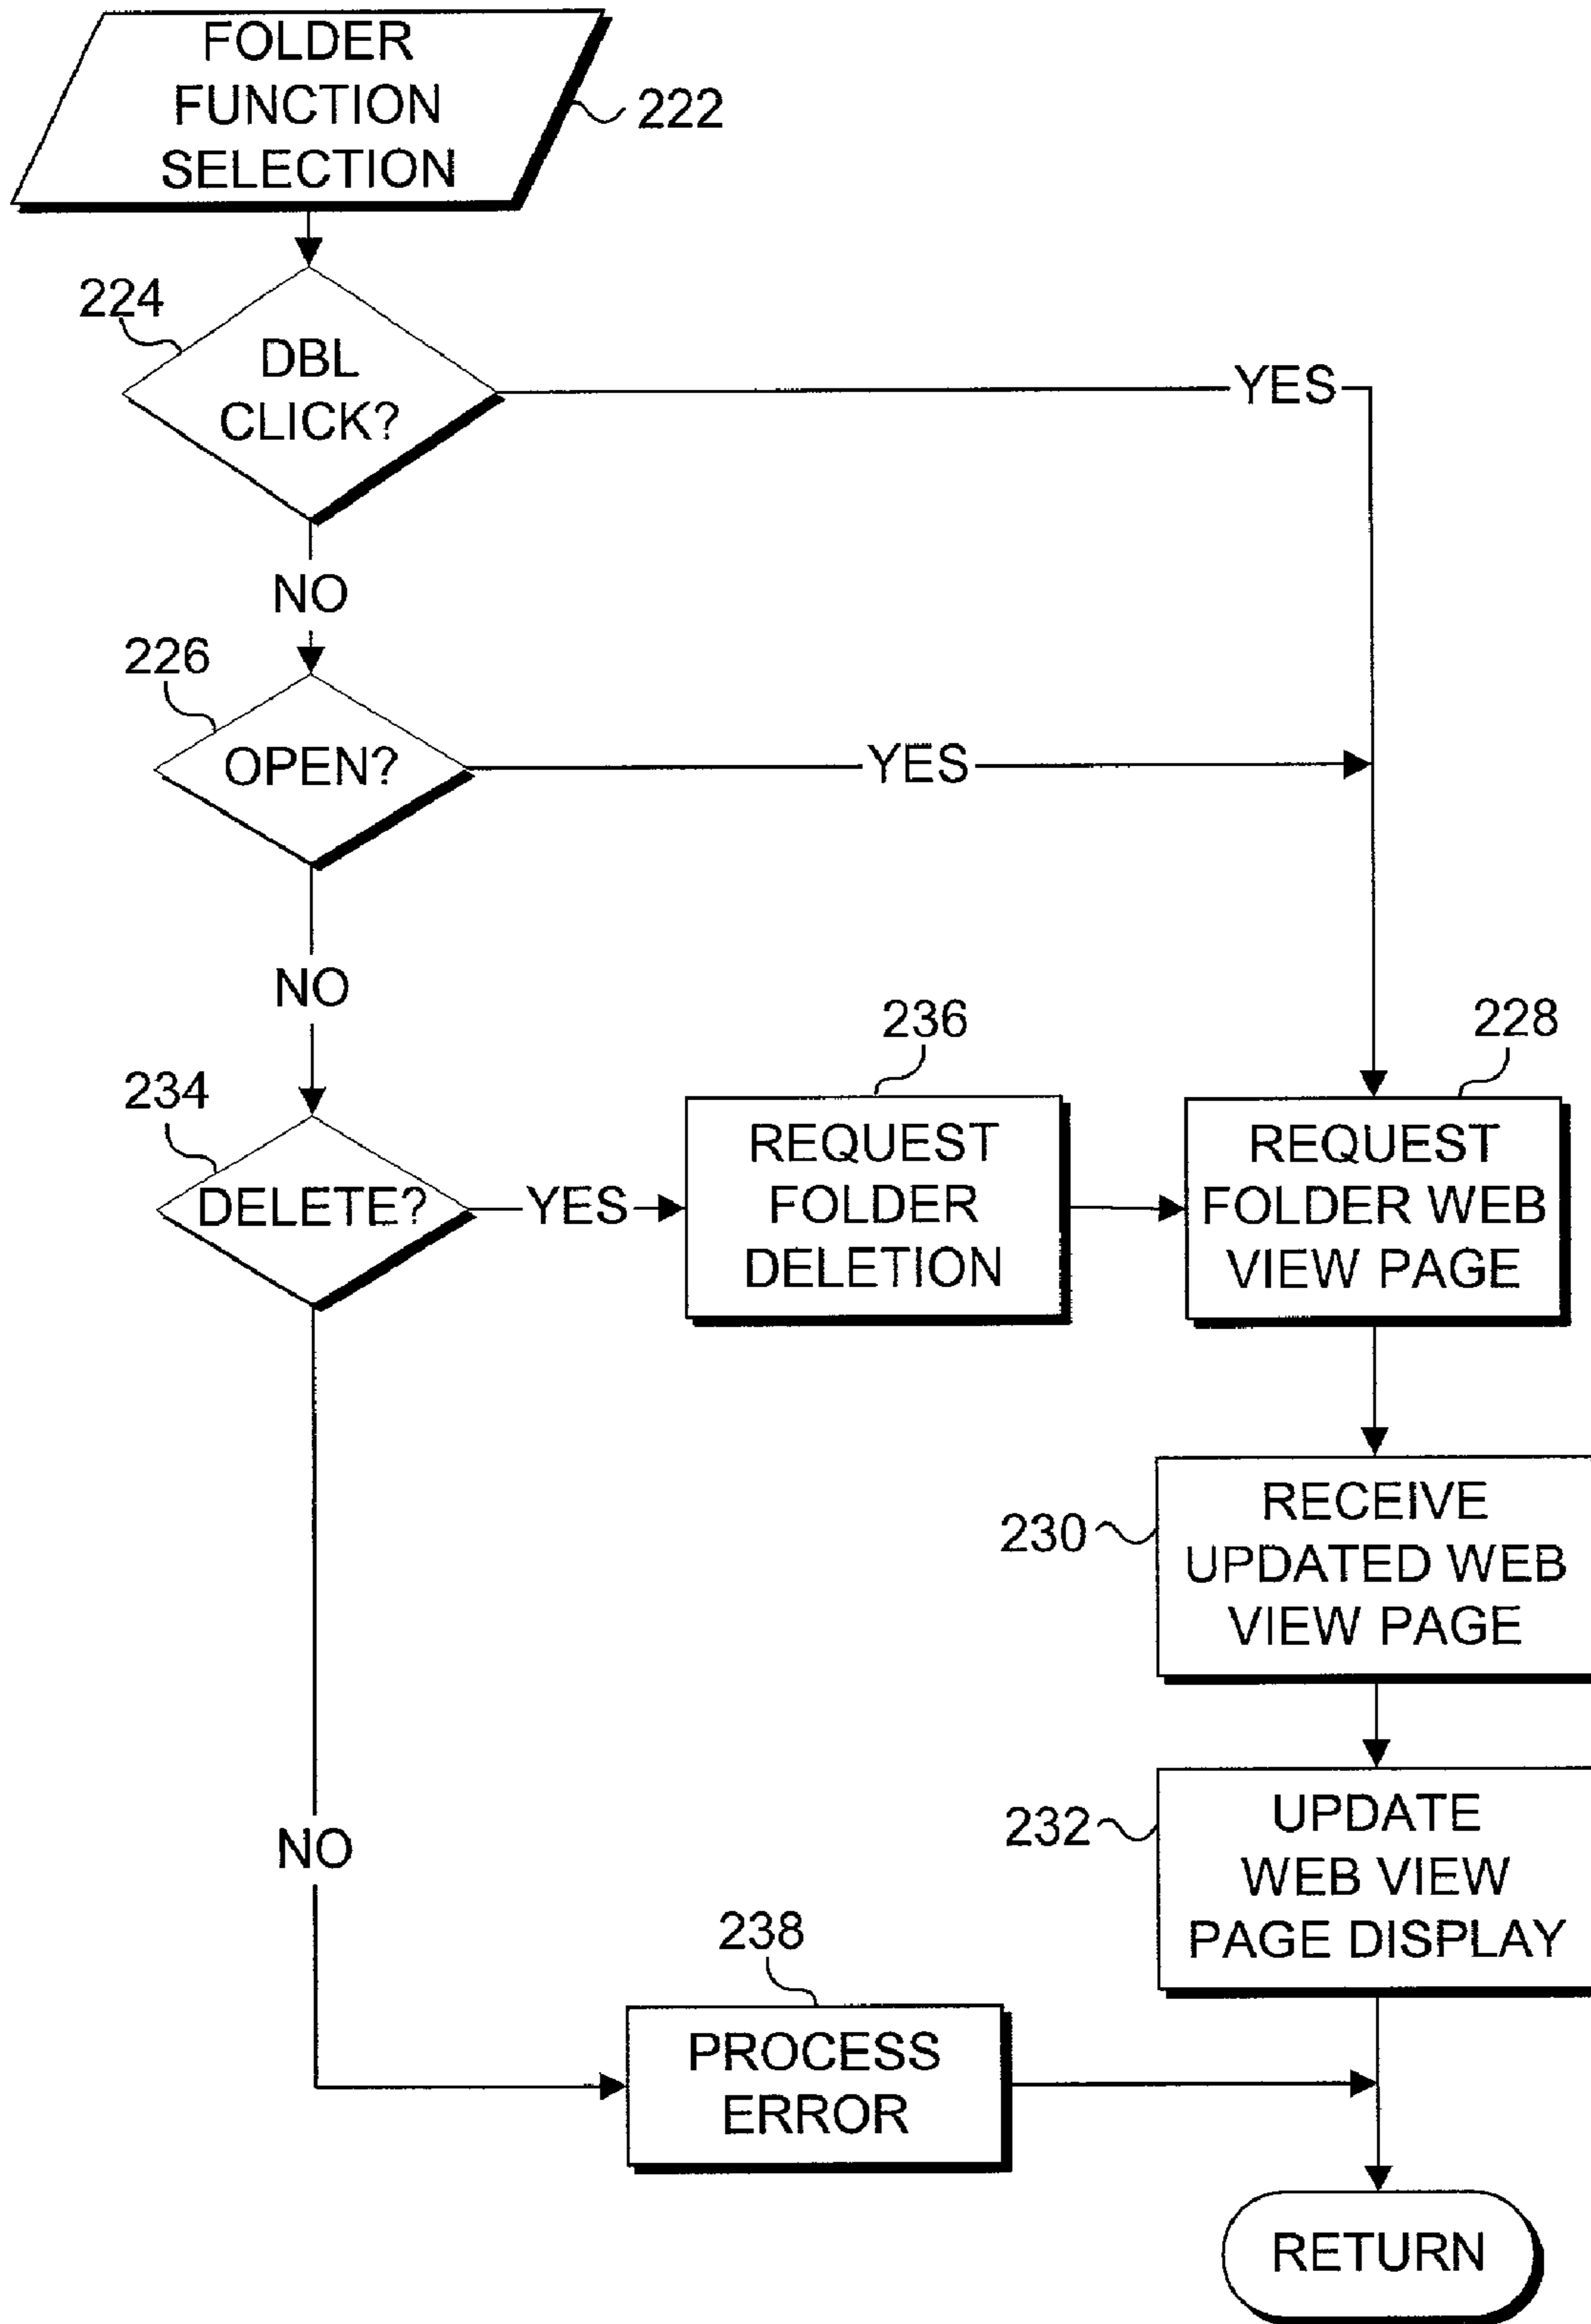 FOLDER
FUNCTION
SELECTION
222
224
DBL
CLICK?
YES
NO
226
OPEN?
YES
NO
236
228
234
DELETE?
YES
REQUEST
FOLDER
DELETION
REQUEST
FOLDER WEB
VIEW PAGE
230
RECEIVE
UPDATED WEB
VIEW PAGE
232
UPDATE
WEB VIEW
PAGE DISPLAY
NO
238
PROCESS
ERROR
RETURN